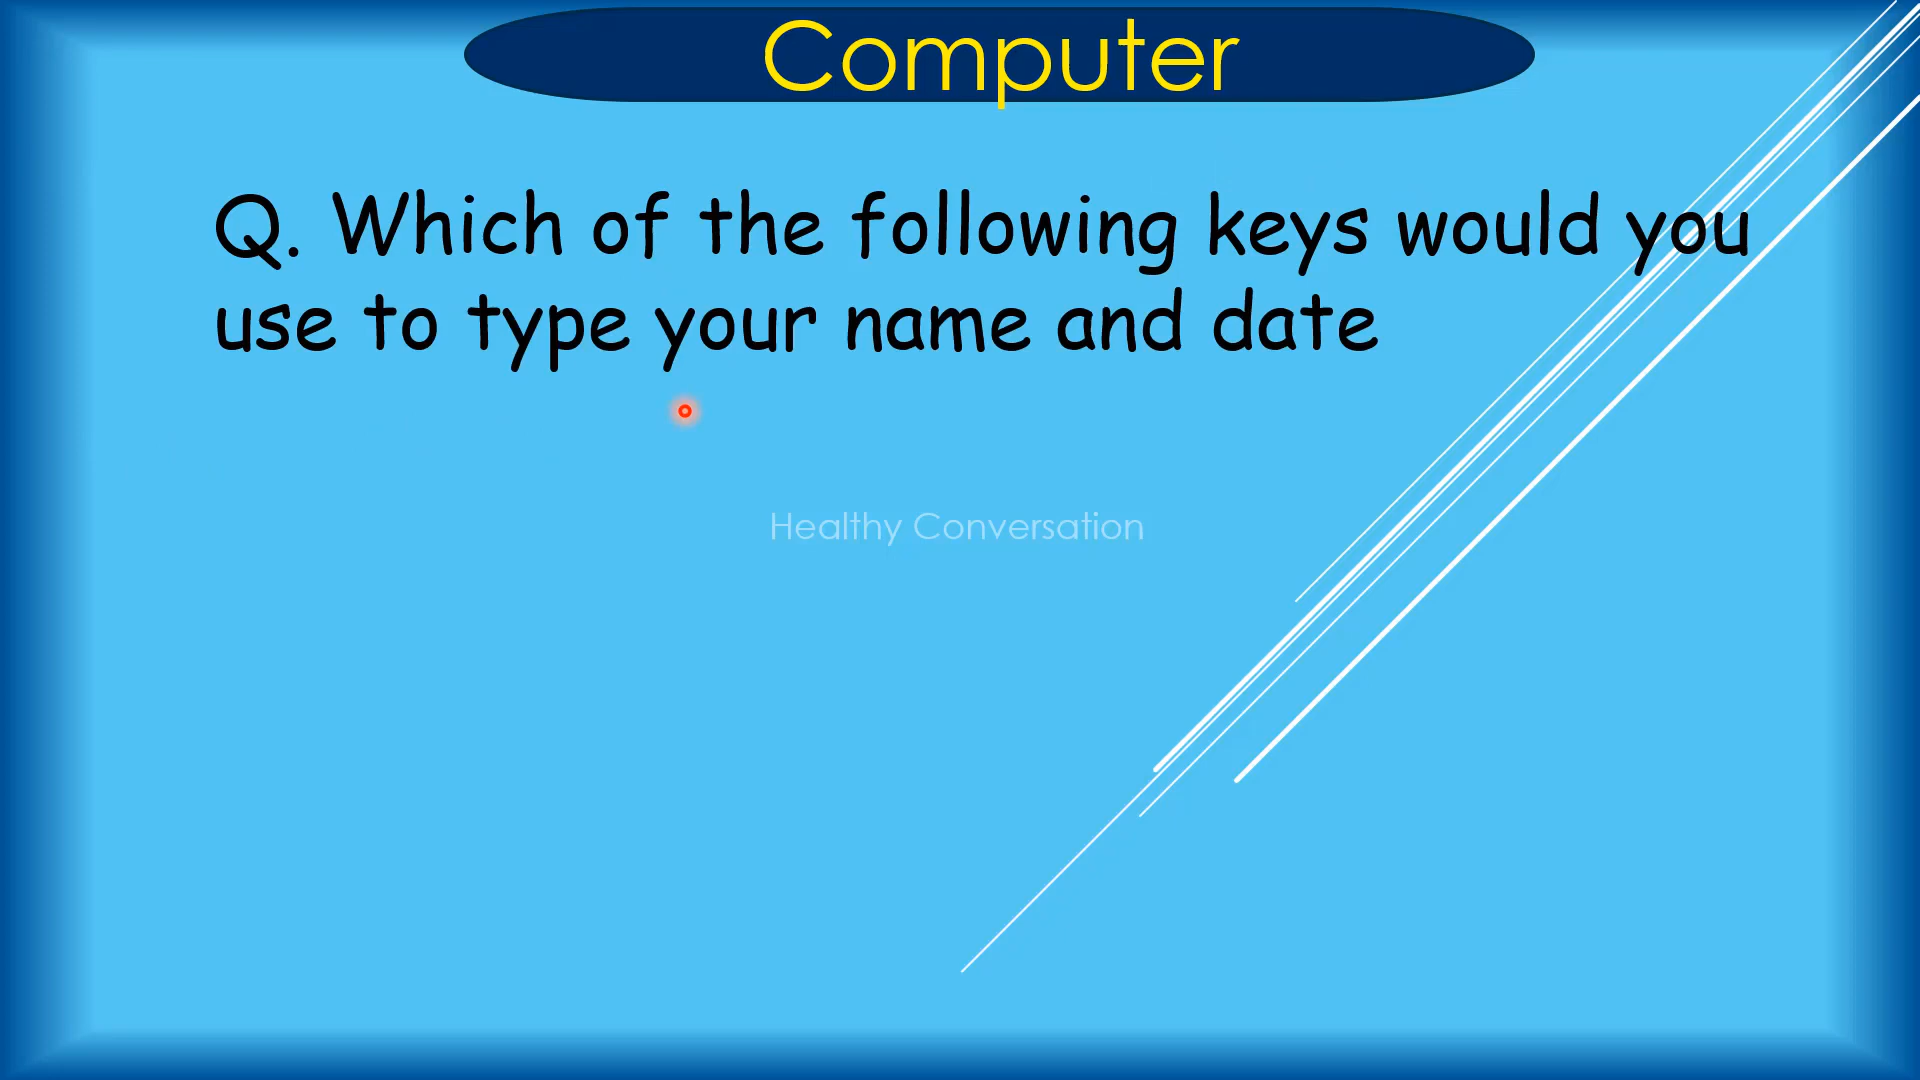 Computer
Q. Which of the following keys would you
use to type your name and date
Healthy Conversation